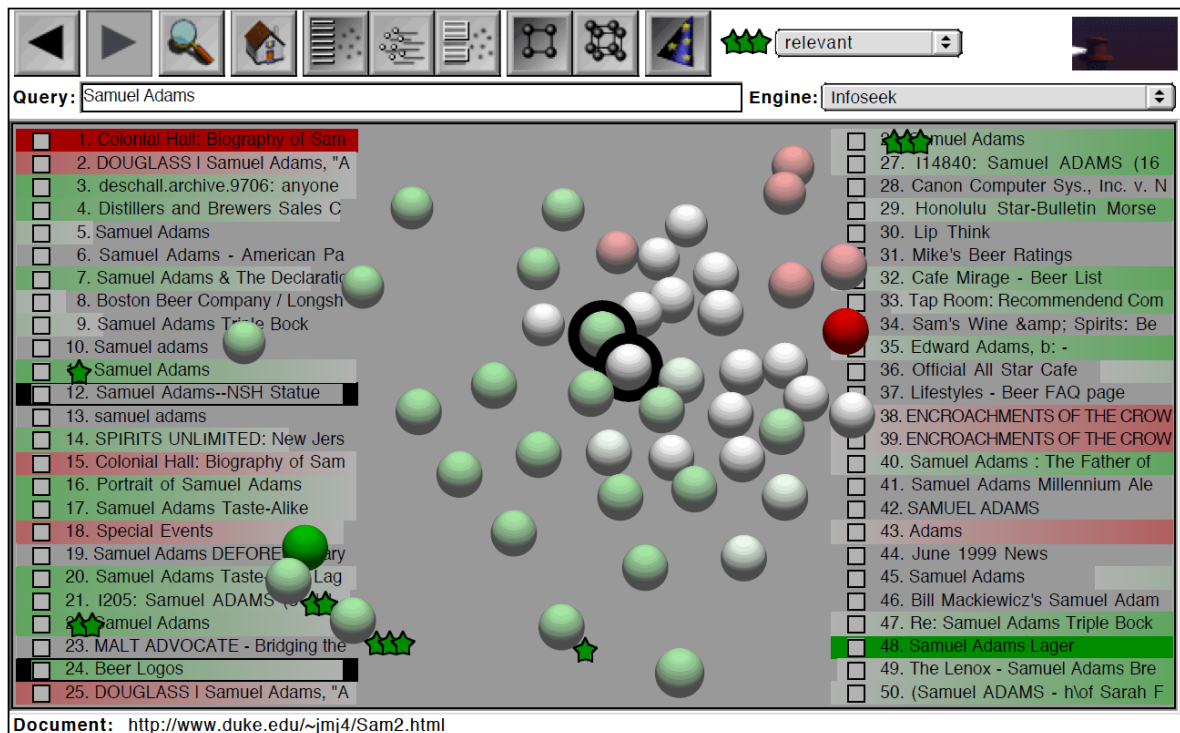 relevant
Query: Samuel Adams
Engine: Infoseek
1. Colonial Hall: Biography of Sam
2. DOUGLASS | Samuel Adams, "A
3. deschall.archive.9706: anyone
4. Distillers and Brewers Sales C
5. Samuel Adams
6. Samuel Adams - American Pa
7. Samuel Adams & The Declaratio
8. Boston Beer Company / Longsh
9. Samuel Adams Triple Bock
10. Samuel adams
Samuel Adams
12. Samuel Adams--NSH Statue
13. samuel adams
14. SPIRITS UNLIMITED: New Jers
15. Colonial Hall: Biography of Sam
16. Portrait of Samuel Adams
17. Samuel Adams Taste-Alike
18. Special Events
19. Samuel Adams DEFORE ary
20. Samuel Adams Taste- Lag
21. I205: Samuel ADAMS
Samuel Adams
23. MALT ADVOCATE - Bridging the
24. Beer Logos
25. DOUGLASS | Samuel Adams, "A
Samuel Adams
27. I14840: Samuel ADAMS (16
28. Canon Computer Sys., Inc. v. N
29. Honolulu Star-Bulletin Morse
30. Lip Think
31. Mike's Beer Ratings
32. Cafe Mirage - Beer List
33. Tap Room: Recommendend Com
34. Sam's Wine &amp; Spirits: Be
35. Edward Adams, b: -
36. Official All Star Cafe
37. Lifestyles - Beer FAQ page
38. ENCROACHMENTS OF THE CROW
39. ENCROACHMENTS OF THE CROW
40. Samuel Adams : The Father of
41. Samuel Adams Millennium Ale
42. SAMUEL ADAMS
43. Adams
44. June 1999 News
45. Samuel Adams
46. Bill Mackiewicz's Samuel Adam
47. Re: Samuel Adams Triple Bock
48. Samuel Adams Lager
49. The Lenox - Samuel Adams Bre
50. (Samuel ADAMS - h\of Sarah F
Document: http://www.duke.edu/~jmj4/Sam2.html